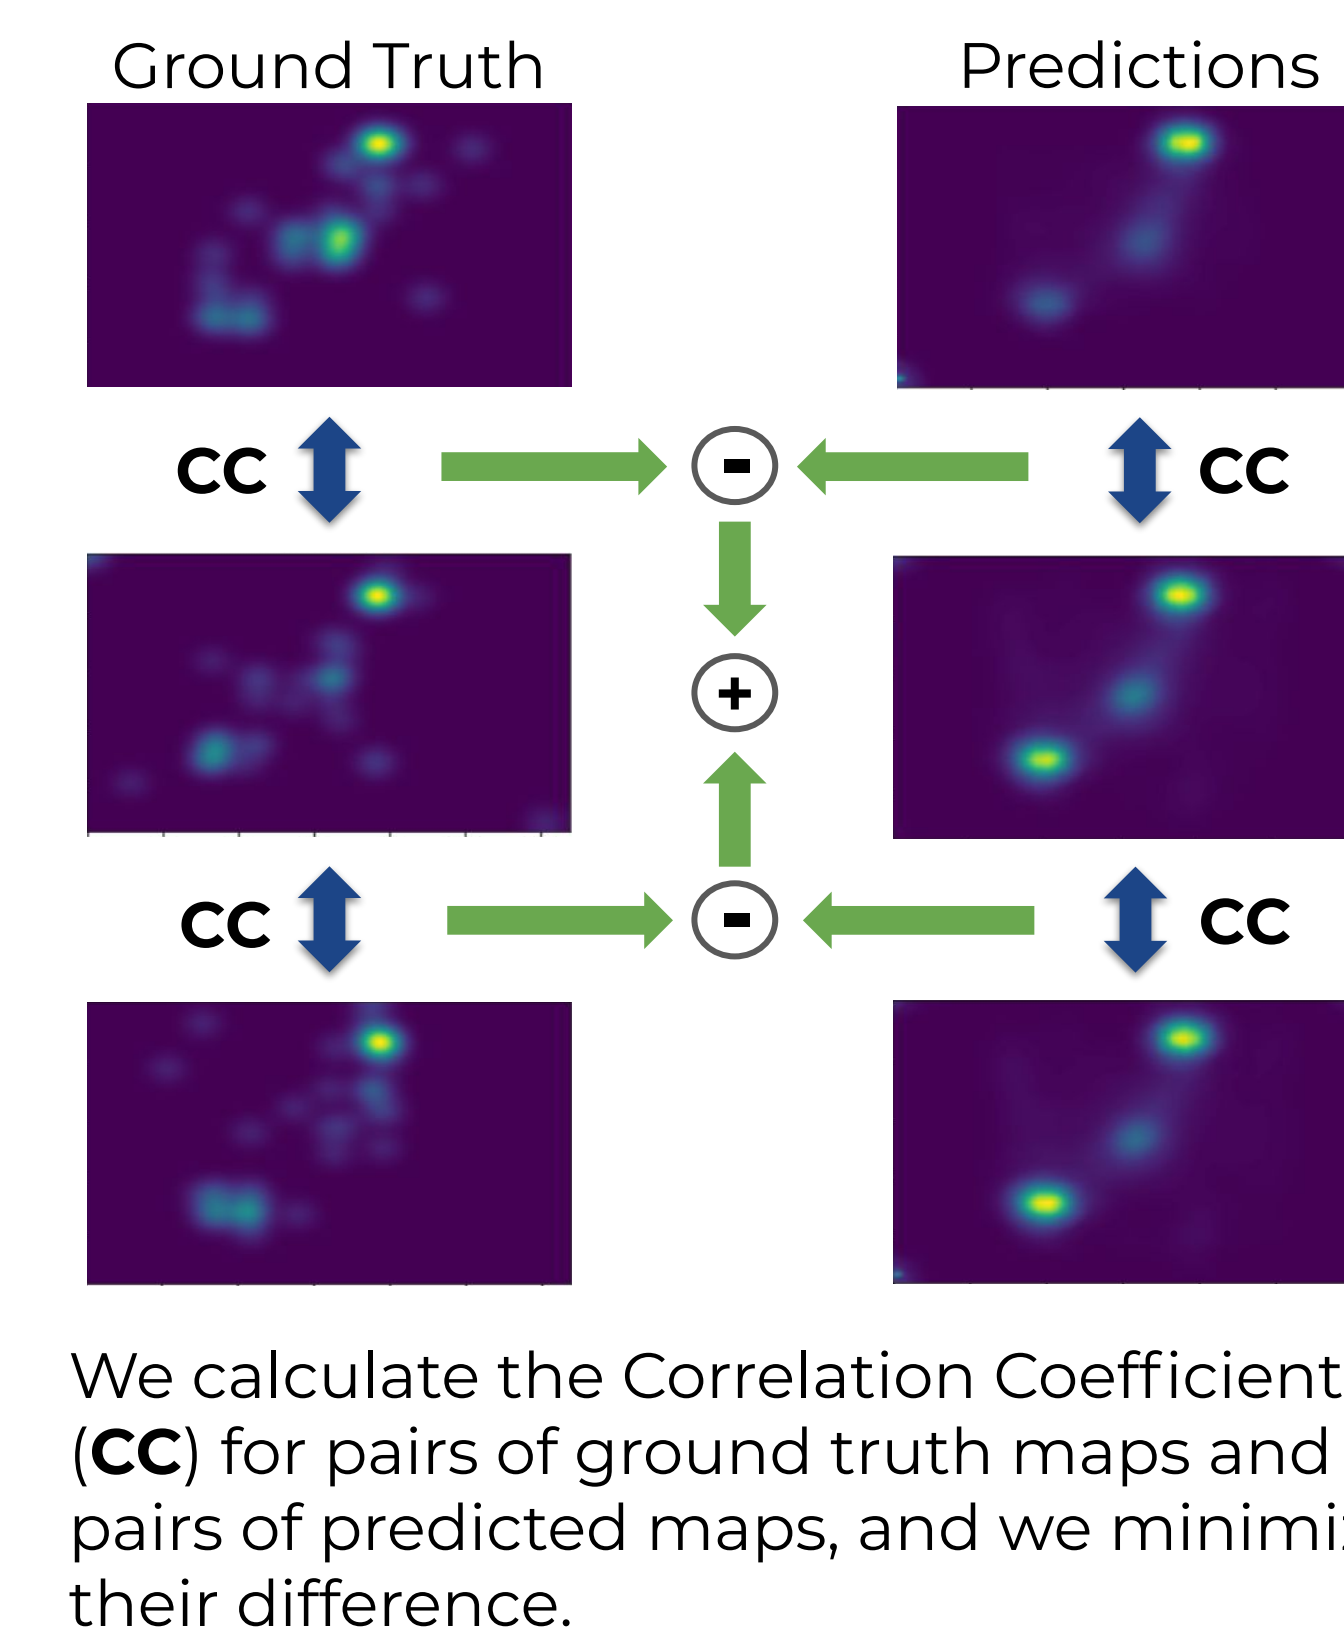 Ground Truth
Predictions
CC
-
CC
+
CC
-
CC
We calculate the Correlation Coefficient
(CC) for pairs of ground truth maps and
pairs of predicted maps, and we
their difference.